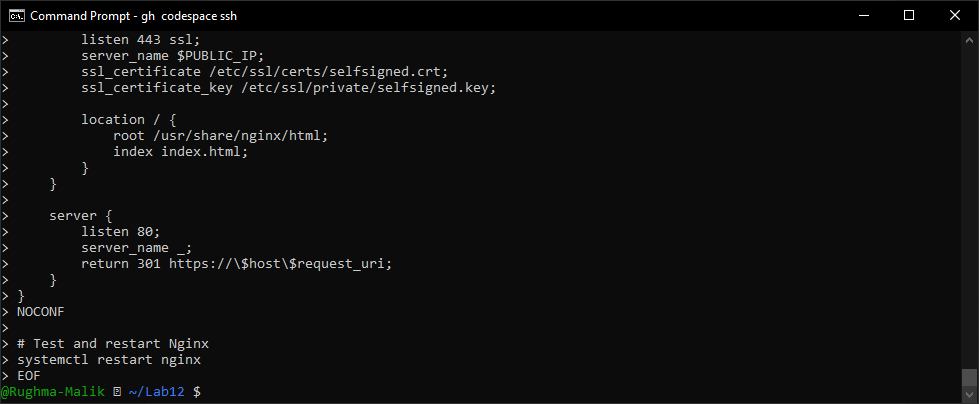 Command Prompt - gh  codespace ssh
>         listen 443 ssl;
>         server_name $PUBLIC_IP;
>         ssl_certificate /etc/ssl/certs/selfsigned.crt;
>         ssl_certificate_key /etc/ssl/private/selfsigned.key;
>
>         location / {
>             root /usr/share/nginx/html;
>             index index.html;
>         }
>     }
>
>     server {
>         listen 80;
>         server_name _;
>         return 301 https://\$host\$request_uri;
>     }
> }
> NOCONF
>
> # Test and restart Nginx
> systemctl restart nginx
> EOF
@Rughma-Malik ⍰ ~/Lab12 $